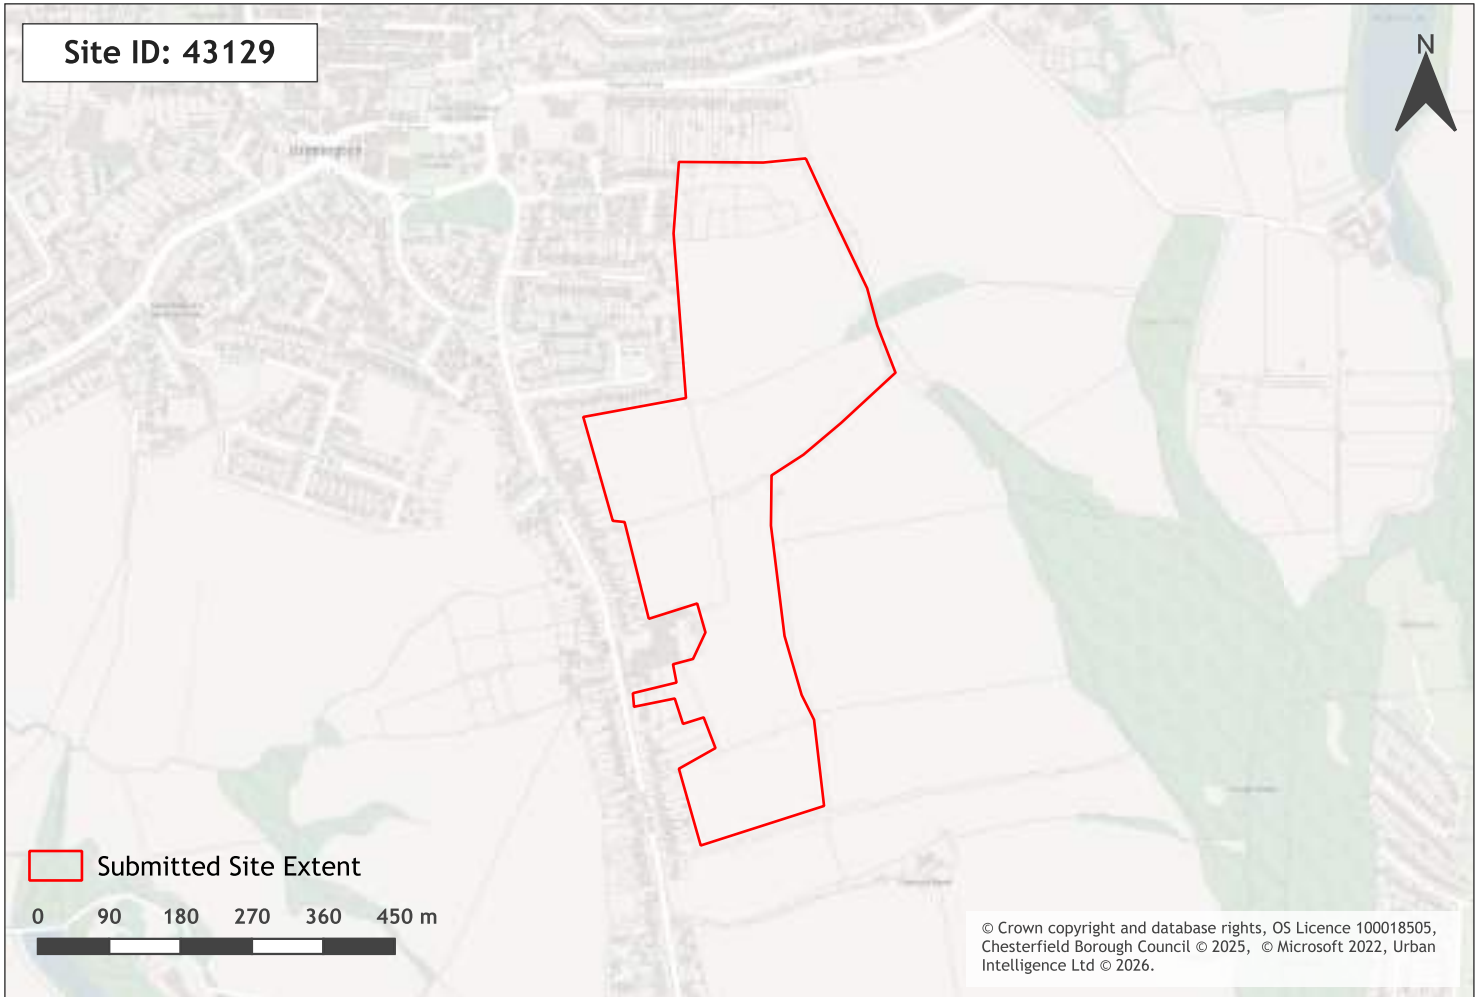 Site ID: 43129
N
Submitted Site Extent
0 90 180 270 360 450 m
© Crown copyright and database rights, OS Licence 100018505,
Chesterfield Borough Council © 2025, © Microsoft 2022, Urban
Intelligence Ltd © 2026.